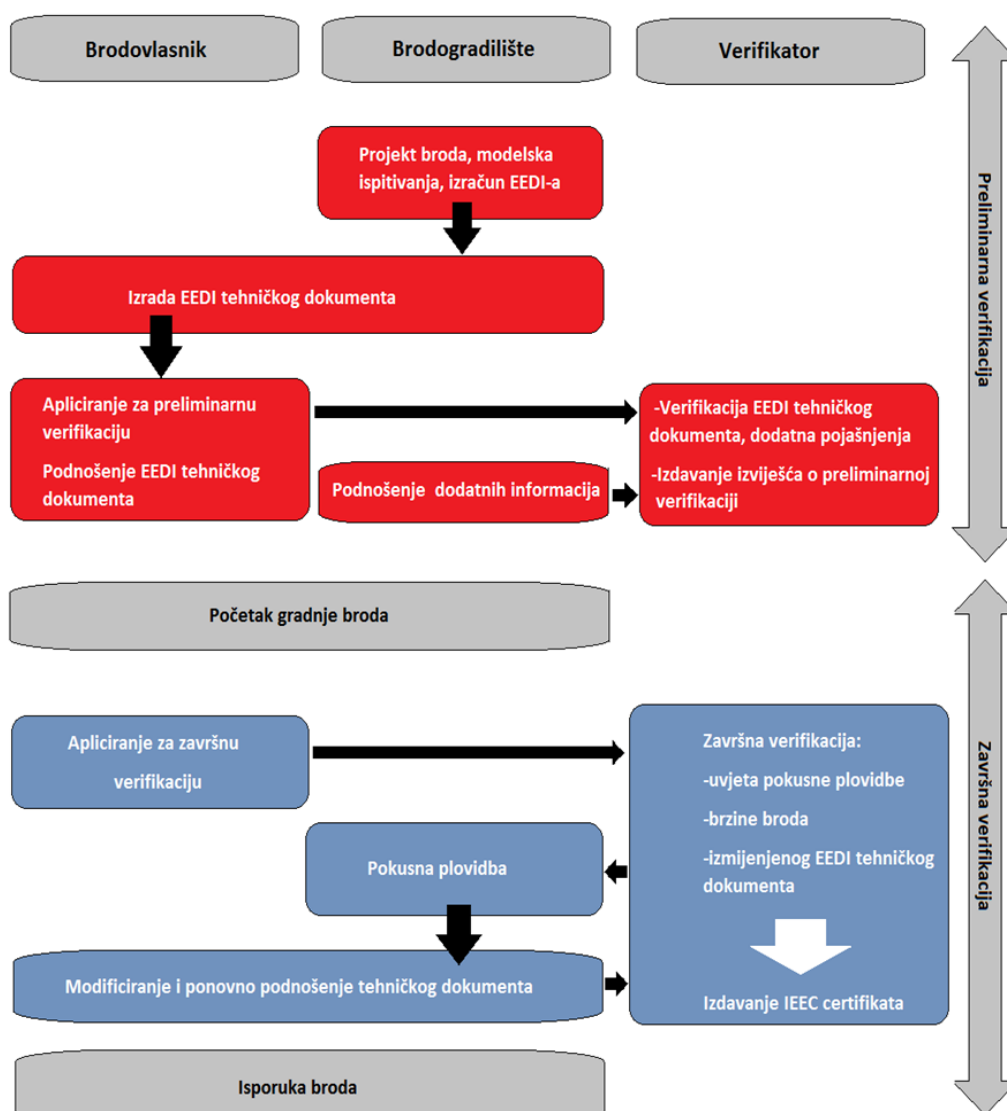 Brodovlasnik
Brodogradilište
Verifikator
Projekt broda, modelska
ispitivanja, izračun EEDI-a
Izrada EEDI tehničkog dokumenta
Apliciranje za preliminarnu
verifikaciju
Podnošenje EEDI tehničkog
dokumenta
Podnošenje dodatnih informacija
-Verifikacija EEDI tehničkog
dokumenta, dodatna pojašnjenja
-Izdavanje izviješća o preliminarnoj
verifikaciji
Preliminarna verifikacija
Početak gradnje broda
Apliciranje za završnu
verifikaciju
Završna verifikacija:
-uvjeta pokusne plovidbe
-brzine broda
-izmijenjenog EEDI tehničkog
dokumenta
Pokusna plovidba
Modificiranje i ponovno podnošenje tehničkog dokumenta
Izdavanje IEEC certifikata
Završna verifikacija
Isporuka broda